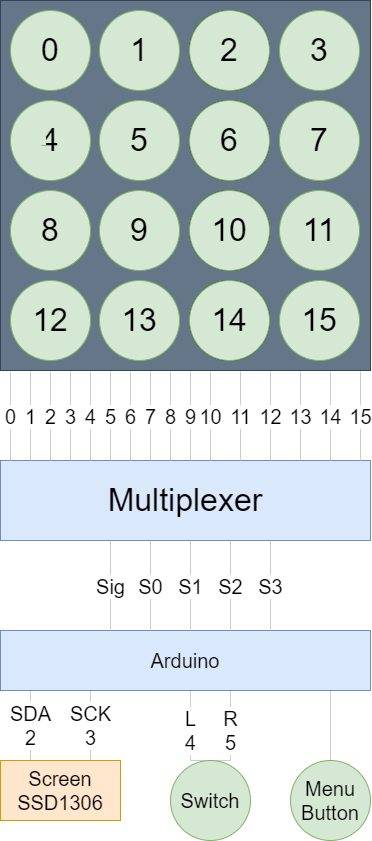 0 1 2 3
4 5 6 7
8 9 10 11
12 13 14 15
0 1 2 3 4 5 6 7 8 9 10 11 12 13 14 15
Multiplexer
Sig S0 S1 S2 S3
Arduino
SDA SCK L R
2 3 4 5
Screen
SSD1306
Switch
Menu
Button